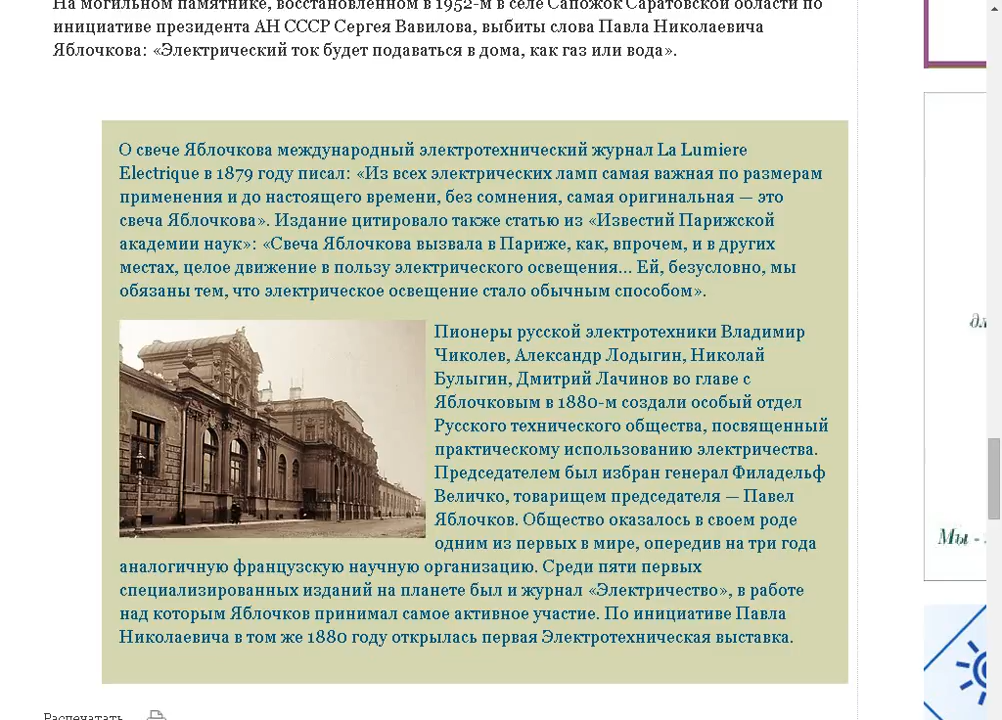 На могильном памятнике, восстановленном в 1952-м в селе Сапожок Саратовской области по
инициативе президента АН СССР Сергея Вавилова, выбиты слова Павла Николаевича
Яблочкова: «Электрический ток будет подаваться в дома, как газ или вода».
О свече Яблочкова международный электротехнический журнал La Lumiere
Electrique в 1879 году писал: «Из всех электрических ламп самая важная по размерам
применения и до настоящего времени, без сомнения, самая оригинальная — это
свеча Яблочкова». Издание цитировало также статью из «Известий Парижской
академии наук»: «Свеча Яблочкова вызвала в Париже, как, впрочем, и в других
местах, целое движение в пользу электрического освещения... Ей, безусловно, мы
обязаны тем, что электрическое освещение стало обычным способом».
Пионеры русской электротехники Владимир
Чиколев, Александр Лодыгин, Николай
Булыгин, Дмитрий Лачинов во главе с
Яблочковым в 1880-м создали особый отдел
Русского технического общества, посвященный
практическому использованию электричества.
Председателем был избран генерал Филадельф
Величко, товарищем председателя — Павел
Яблочков. Общество оказалось в своем роде
одним из первых в мире, опередив на три года
аналогичную французскую научную организацию. Среди пяти первых
специализированных изданий на планете был и журнал «Электричество», в работе
над которым Яблочков принимал самое активное участие. По инициативе Павла
Николаевича в том же 1880 году открылась первая Электротехническая выставка.
Распечатать
Мы -